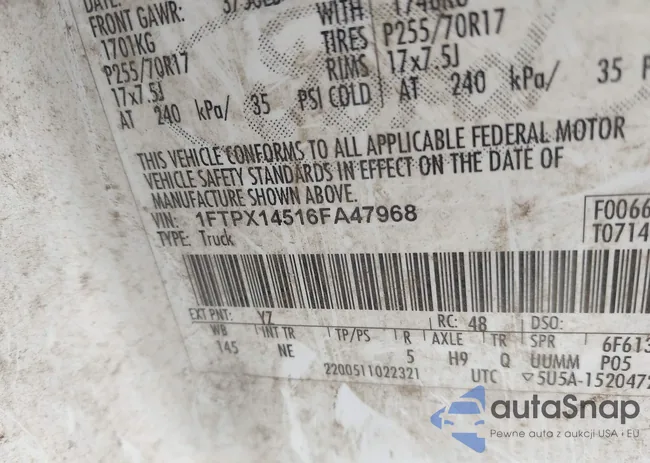 FRONT GAWR:
1701KG
P255/70R17
17x7.5J
AT 240 kPa/ 35 PSI COLD
WITH
TIRES P255/70R17
RIMS 17x7.5J
AT 240 kPa/ 35 P
THIS VEHICLE CONFORMS TO ALL APPLICABLE FEDERAL MOTOR
VEHICLE SAFETY STANDARDS IN EFFECT ON THE DATE OF
MANUFACTURE SHOWN ABOVE.
VIN: 1FTPX14516FA47968
TYPE: Truck
F0066
T0714
EXT PNT: YZ RC: 48 DSO:
WB INT TR TP/PS R AXLE TR SPR 6F613
145 NE 5 H9 Q UUMM P05
2200511022321 UTC ▽5U5A-1520472
autaSnap
Pewne auta z aukcji USA • EU